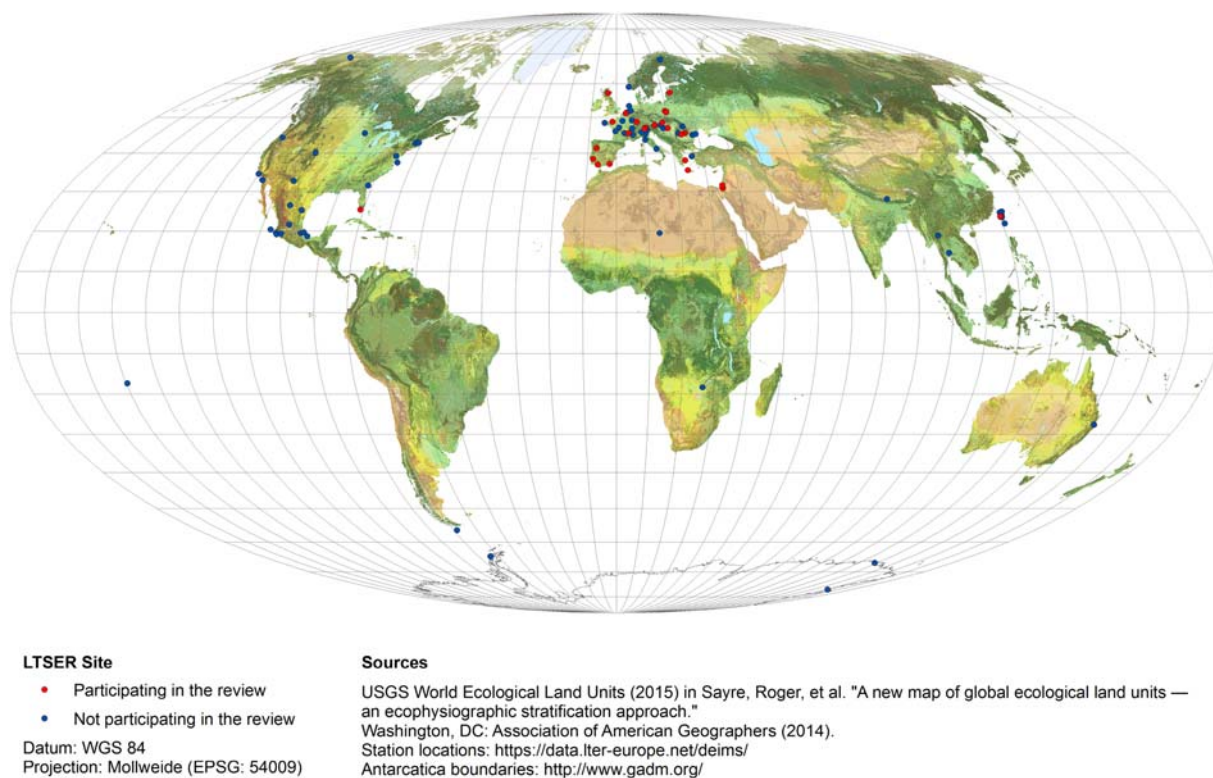 LTSER Site
Participating in the review
Not participating in the review
Datum: WGS 84
Projection: Mollweide (EPSG: 54009)
Sources
USGS World Ecological Land Units (2015) in Sayre, Roger, et al. "A new map of global ecological land units —
an ecophysiographic stratification approach."
Washington, DC: Association of American Geographers (2014).
Station locations: https://data.lter-europe.net/deims/
Antarcatica boundaries: http://www.gadm.org/